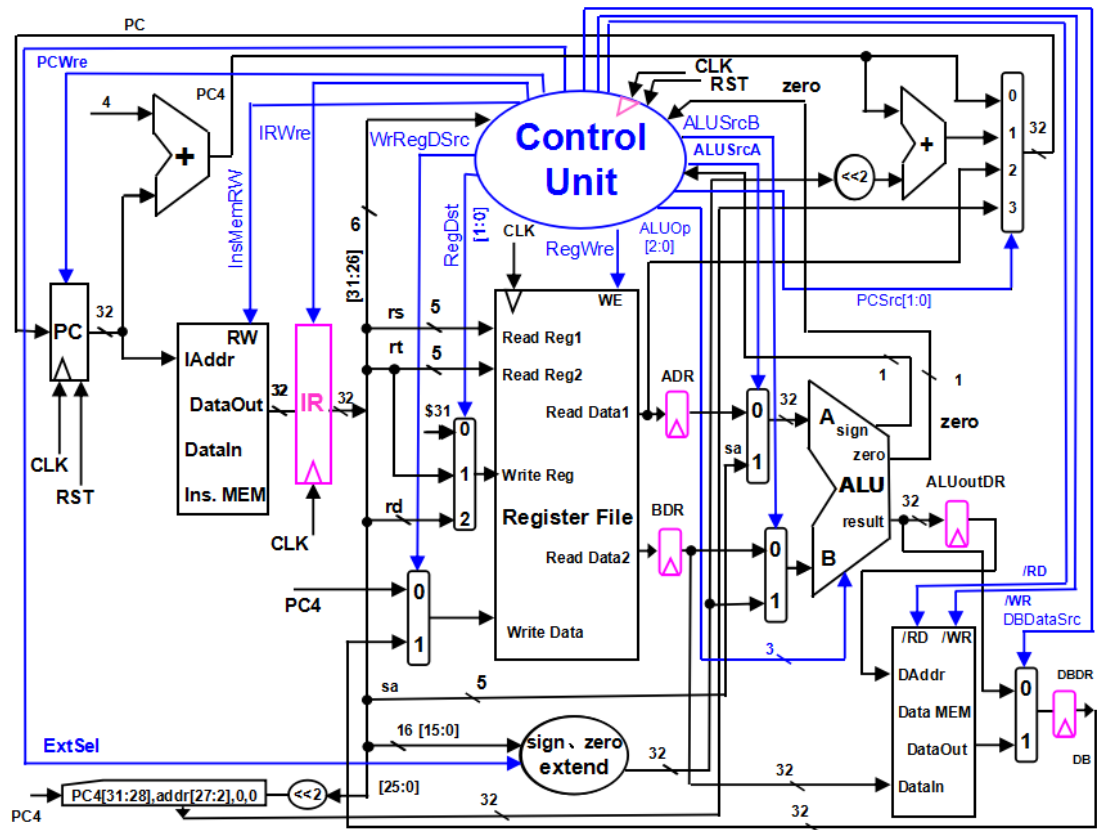 PC
PCWre
4
PC4
IRWre
InsMemRW
WrRegDSrc
RegDst
[1:0]
6
[31:26]
Control
Unit
CLK
RST
zero
ALUSrcB
ALUSrcA
ALUOp
[2:0]
RegWre
PCSrc[1:0]
<<2
+
+
0
1
2
3
32
PC
32
CLK
RST
RW
IAddr
DataOut
DataIn
Ins. MEM
32
IR
32
CLK
rs
5
rt
5
$31
0
1
2
rd
CLK
WE
Read Reg1
Read Reg2
Read Data1
Write Reg
Register File
Read Data2
Write Data
PC4
0
1
ADR
BDR
sa
0
1
32
0
1
A
sign
zero
ALU
result
B
1
1
zero
32
ALUoutDR
3
/RD
/WR
DBDataSrc
/RD
/WR
DAddr
Data MEM
DataOut
DataIn
0
1
DBDR
DB
sa
5
16 [15:0]
sign、zero
extend
32
ExtSel
[25:0]
<<2
PC4[31:28],addr[27:2],0,0
PC4
32
32
32